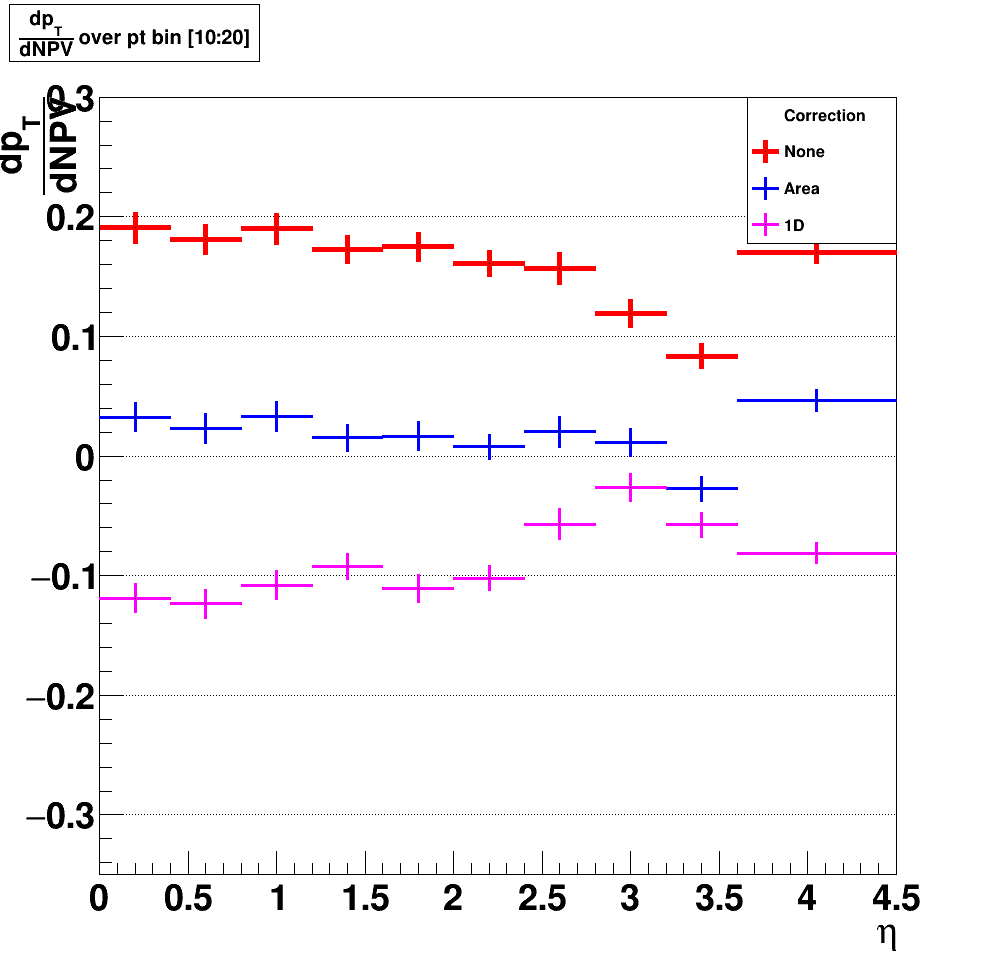 dp_T
dNPV over pt bin [10:20]
dp_T
dNPV
0.3
0.2
0.1
0
−0.1
−0.2
−0.3
Correction
None
Area
1D
0 0.5 1 1.5 2 2.5 3 3.5 4 4.5
η